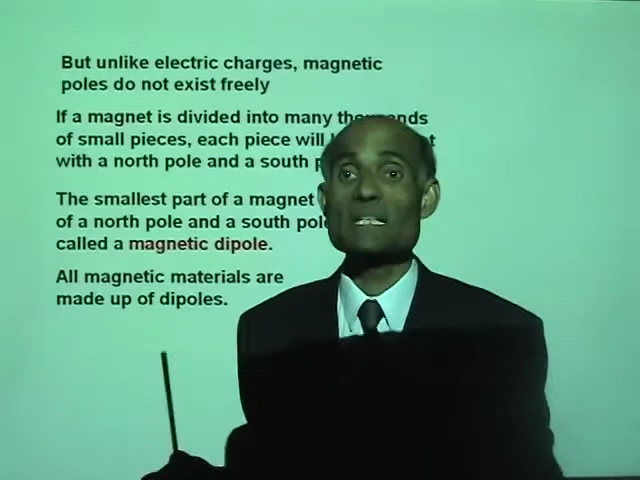 But unlike electric charges, magnetic
poles do not exist freely
If a magnet is divided into many thousands
of small pieces, each piece will
with a north pole and a south
The smallest part of a magnet
of a north pole and a south pole
called a magnetic dipole.
All magnetic materials are
made up of dipoles.